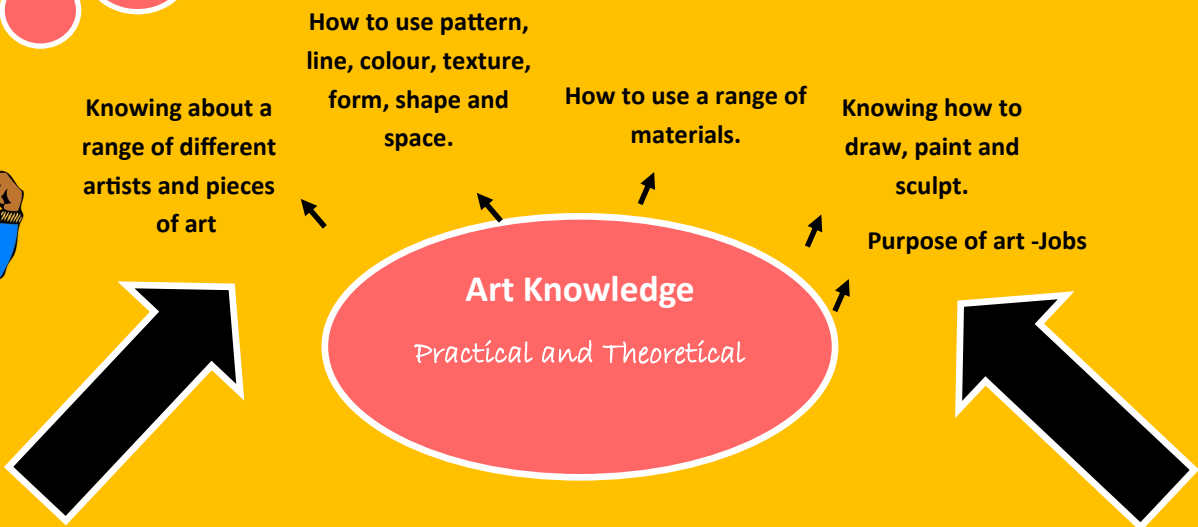 Knowing about a
range of different
artists and pieces
of art
How to use pattern,
line, colour, texture,
form, shape and
space.
How to use a range of
materials.
Knowing how to
draw, paint and
sculpt.
Purpose of art -Jobs
Art Knowledge
Practical and Theoretical